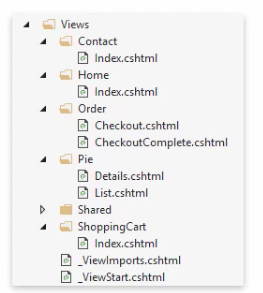 Views
Contact
Index.cshtml
Home
Index.cshtml
Order
Checkout.cshtml
CheckoutComplete.cshtml
Pie
Details.cshtml
List.cshtml
Shared
ShoppingCart
Index.cshtml
_ViewImports.cshtml
_ViewStart.cshtml